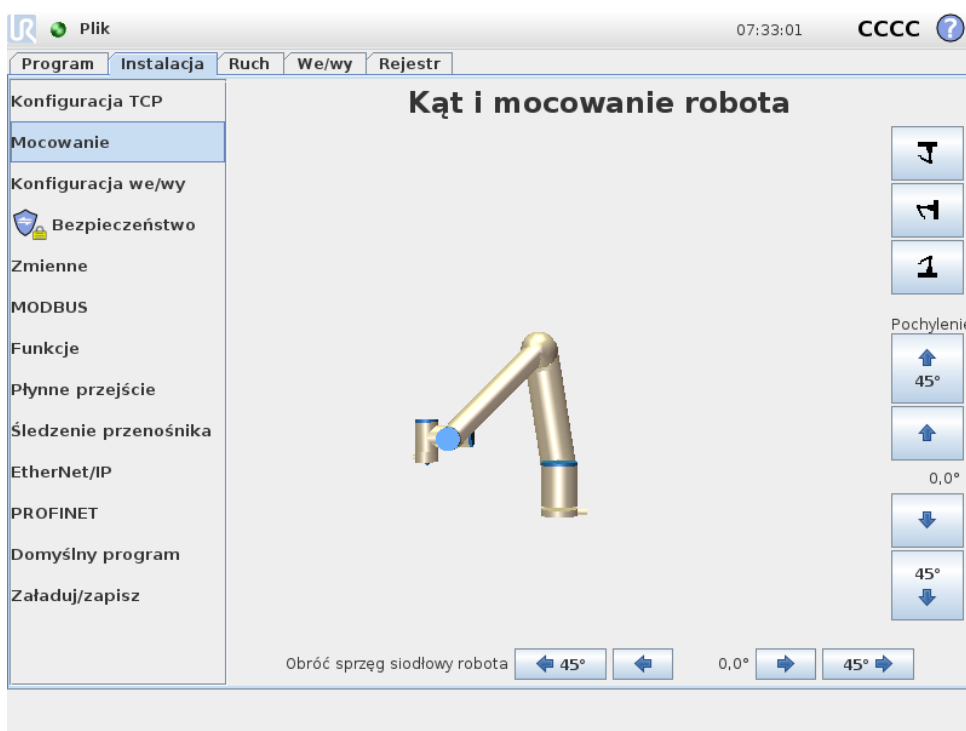 UR Plik 07:33:01 CCCC ?
Program Instalacja Ruch We/wy Rejestr
Konfiguracja TCP
Mocowanie
Konfiguracja we/wy
Bezpieczeństwo
Zmienne
MODBUS
Funkcje
Płynne przejście
Śledzenie przenośnika
EtherNet/IP
PROFINET
Domyślny program
Załaduj/zapisz
Kąt i mocowanie robota
Pochylenie
45°
0,0°
45°
Obróć sprzęg siodłowy robota 45° 0,0° 45°